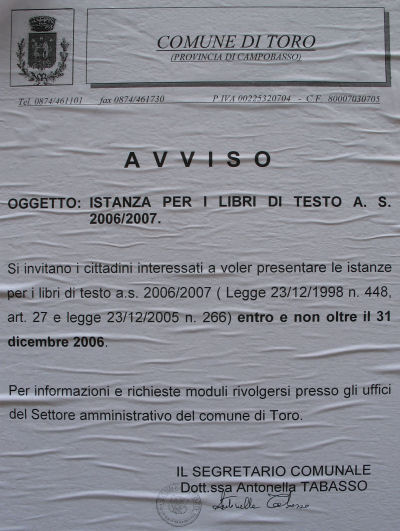 COMUNE DI TORO
(PROVINCIA DI CAMPOBASSO)
Tel. 0874/461101 fax 0874/461730 P.IVA 00225320704 - C.F. 80007030705
AVVISO
OGGETTO: ISTANZA PER I LIBRI DI TESTO A. S.
2006/2007.
Si invitano i cittadini interessati a voler presentare le istanze
per i libri di testo a.s. 2006/2007 ( Legge 23/12/1998 n. 448,
art. 27 e legge 23/12/2005 n. 266) entro e non oltre il 31
dicembre 2006.
Per informazioni e richieste moduli rivolgersi presso gli uffici
del Settore amministrativo del comune di Toro.
IL SEGRETARIO COMUNALE
Dott.ssa Antonella TABASSO